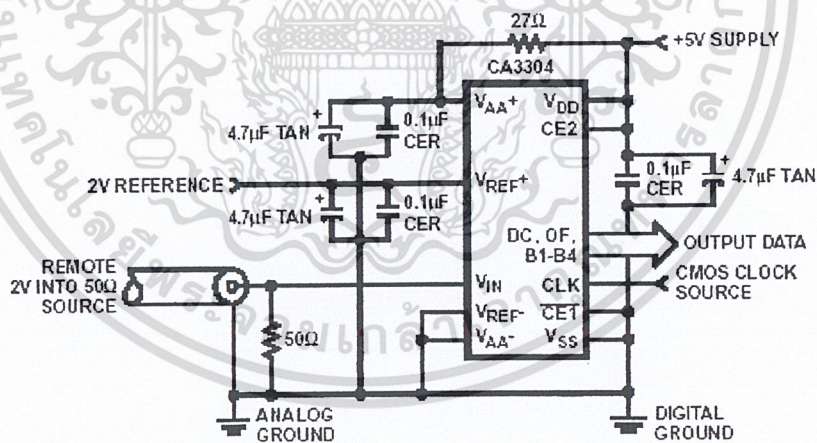 27Ω
+5V SUPPLY
CA3304
VAA+
VDD
CE2
4.7µF TAN
+
0.1µF
CER
0.1µF
CER
+
4.7µF TAN
2V REFERENCE
VREF+
4.7µF TAN
+
0.1µF
CER
DC, OF,
B1-B4
OUTPUT DATA
REMOTE
2V INTO 50Ω
SOURCE
VIN
CLK
CMOS CLOCK
SOURCE
VREF-
CE1
50Ω
VAA-
VSS
ANALOG
GROUND
DIGITAL
GROUND